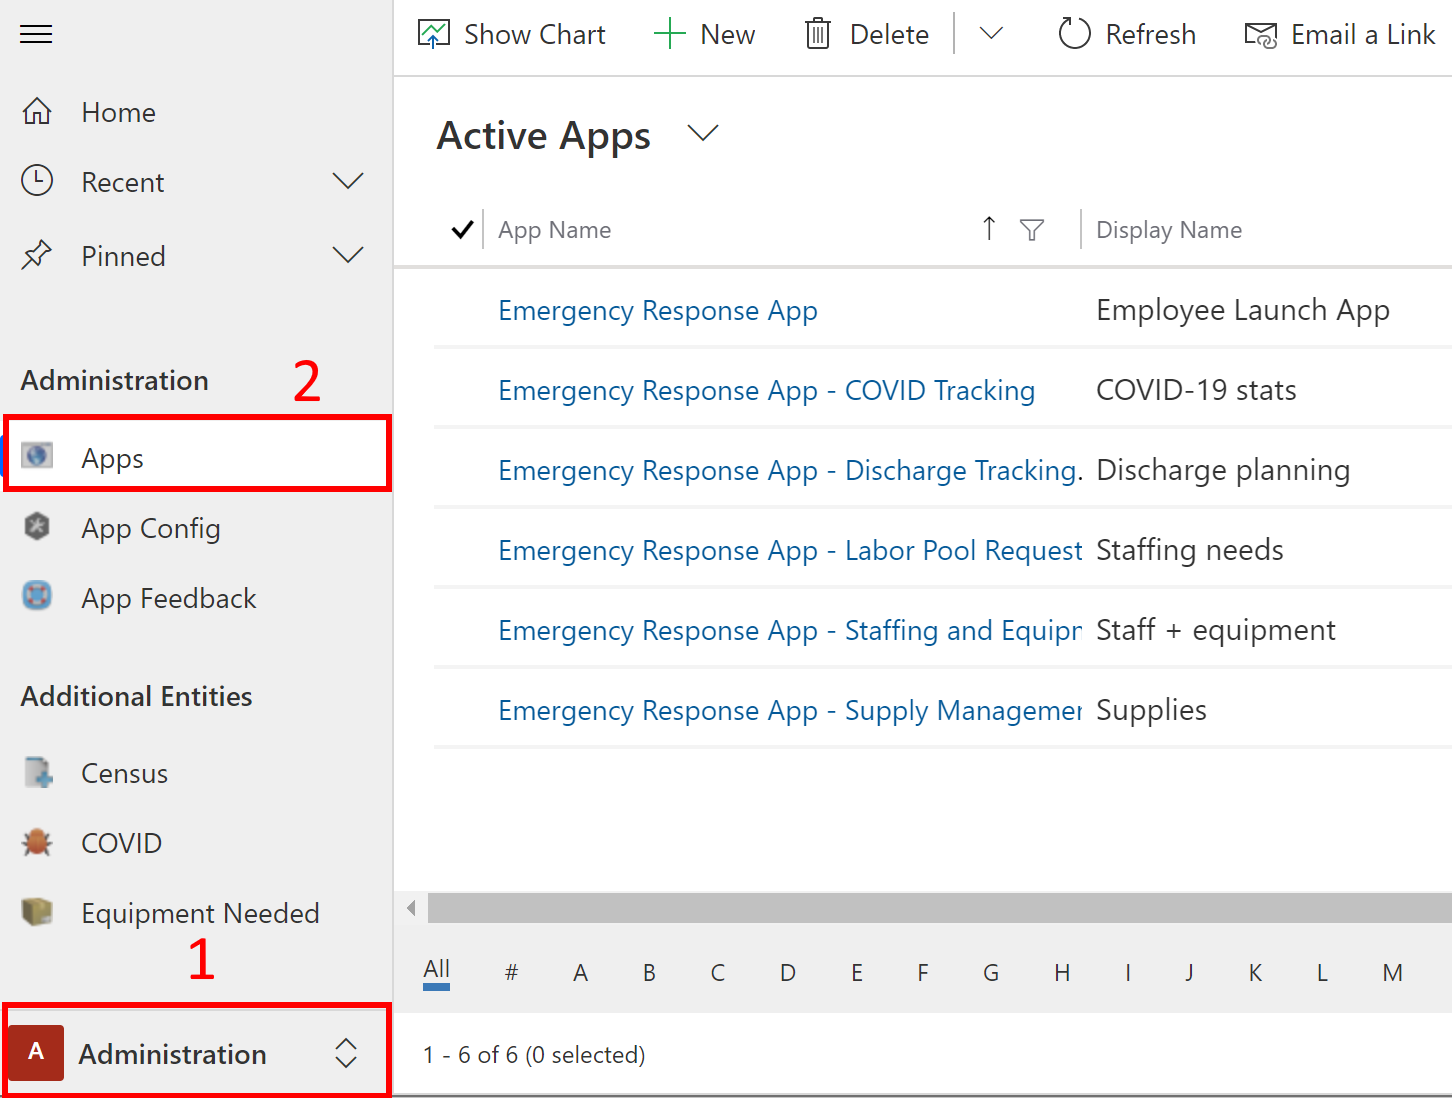 Show Chart
New
Delete
Refresh
Email a Link
Home
Recent
Pinned
Administration
2
Apps
App Config
App Feedback
Additional Entities
Census
COVID
Equipment Needed
1
A
Administration
Active Apps
App Name
Display Name
Emergency Response App
Employee Launch App
Emergency Response App - COVID Tracking
COVID-19 stats
Emergency Response App - Discharge Tracking.
Discharge planning
Emergency Response App - Labor Pool Request
Staffing needs
Emergency Response App - Staffing and Equip
Staff + equipment
Emergency Response App - Supply Manageme
Supplies
All # A B C D E F G H I J K L M
1 - 6 of 6 (0 selected)